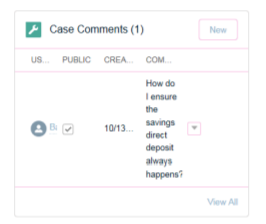 Case Comments (1) New
US... PUBLIC CREA... COM...
How do
I ensure
the
savings
direct
deposit
always
happens?
10/13...
View All